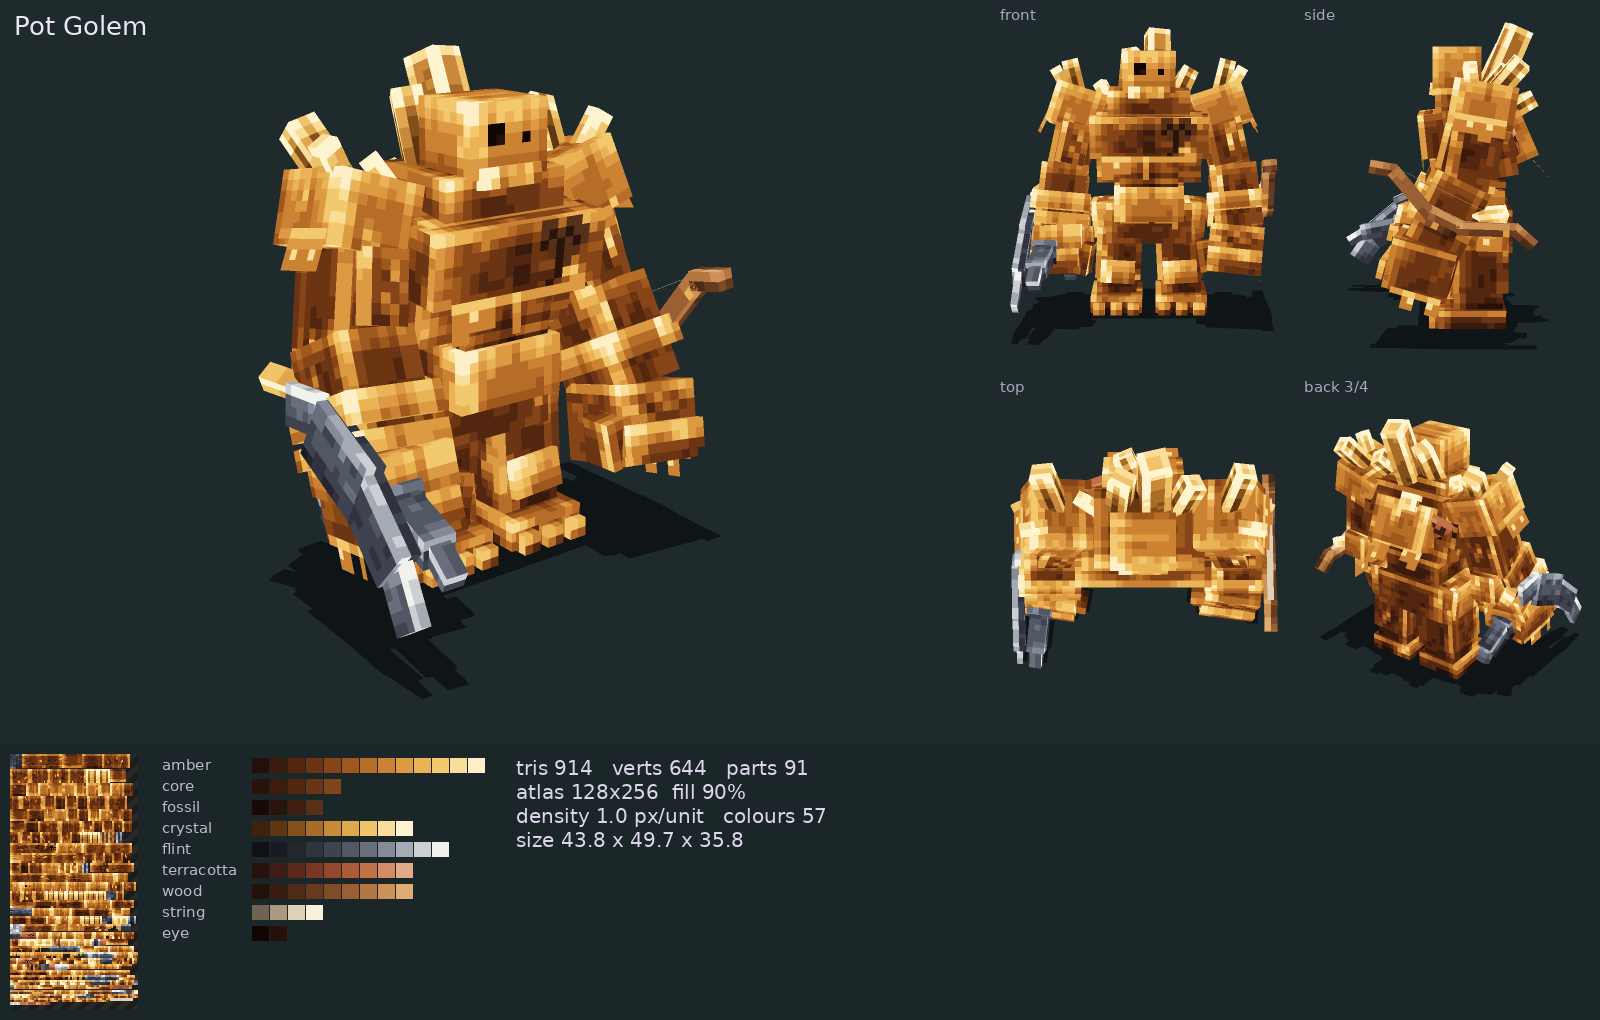 Pot Golem
front
side
top
back 3/4
amber
core
fossil
crystal
flint
terracotta
wood
string
eye
tris 914 verts 644 parts 91
atlas 128x256 fill 90%
density 1.0 px/unit colours 57
size 43.8 x 49.7 x 35.8